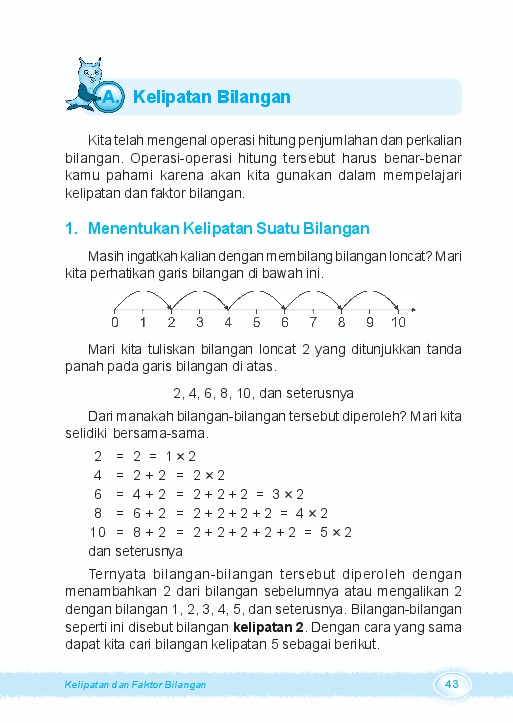 A. Kelipatan Bilangan
Kita telah mengenal operasi hitung penjumlahan dan perkalian
bilangan. Operasi-operasi hitung tersebut harus benar-benar
kamu pahami karena akan kita gunakan dalam mempelajari
kelipatan dan faktor bilangan.
1. Menentukan Kelipatan Suatu Bilangan
Masih ingatkah kalian dengan membilang bilangan loncat? Mari
kita perhatikan garis bilangan di bawah ini.
0 1 2 3 4 5 6 7 8 9 10
Mari kita tuliskan bilangan loncat 2 yang ditunjukkan tanda
panah pada garis bilangan di atas.
2, 4, 6, 8, 10, dan seterusnya
Dari manakah bilangan-bilangan tersebut diperoleh? Mari kita
selidiki bersama-sama.
2 = 2 = 1 × 2
4 = 2 + 2 = 2 × 2
6 = 4 + 2 = 2 + 2 + 2 = 3 × 2
8 = 6 + 2 = 2 + 2 + 2 + 2 = 4 × 2
10 = 8 + 2 = 2 + 2 + 2 + 2 + 2 = 5 × 2
dan seterusnya
Ternyata bilangan-bilangan tersebut diperoleh dengan
menambahkan 2 dari bilangan sebelumnya atau mengalikan 2
dengan bilangan 1, 2, 3, 4, 5, dan seterusnya. Bilangan-bilangan
seperti ini disebut bilangan kelipatan 2. Dengan cara yang sama
dapat kita cari bilangan kelipatan 5 sebagai berikut.
Kelipatan dan Faktor Bilangan 43